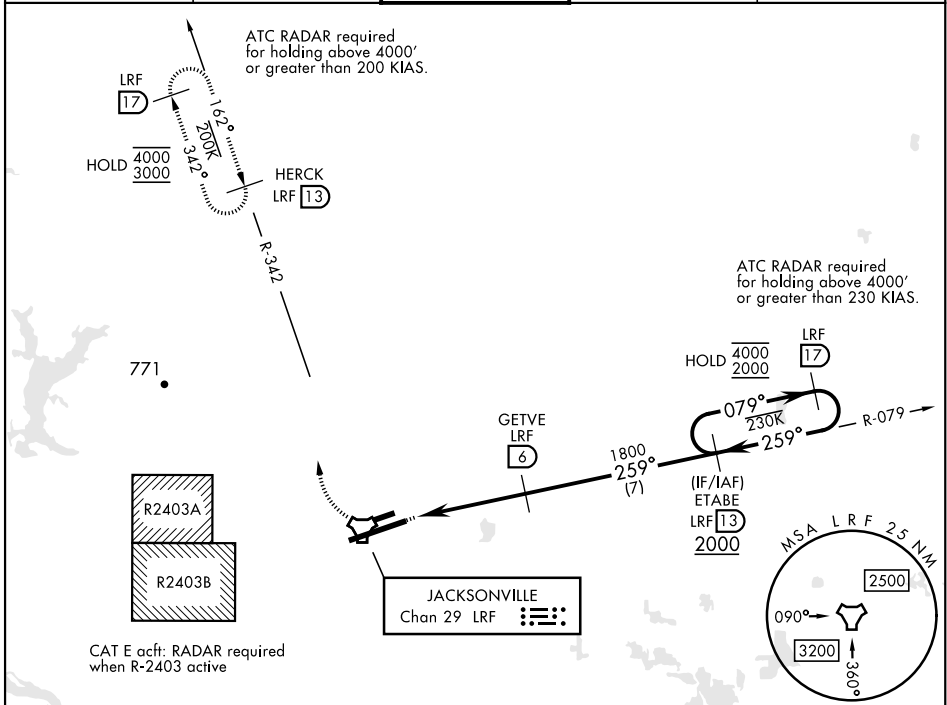 ATC RADAR required
for holding above 4000'
or greater than 200 KIAS.
LRF
17
162°
200K
342°
HOLD 4000
3000
HERCK
LRF 13
R-342
ATC RADAR required
for holding above 4000'
or greater than 230 KIAS.
LRF
17
HOLD 4000
2000
771
079°
230K
259°
R-079
GETVE
LRF
6
1800
259°
(7)
(IF/IAF)
ETABE
LRF 13
2000
R2403A
R2403B
MSA LRF 25 NM
2500
090°
3200
360°
JACKSONVILLE
Chan 29 LRF
CAT E acft: RADAR required
when R-2403 active